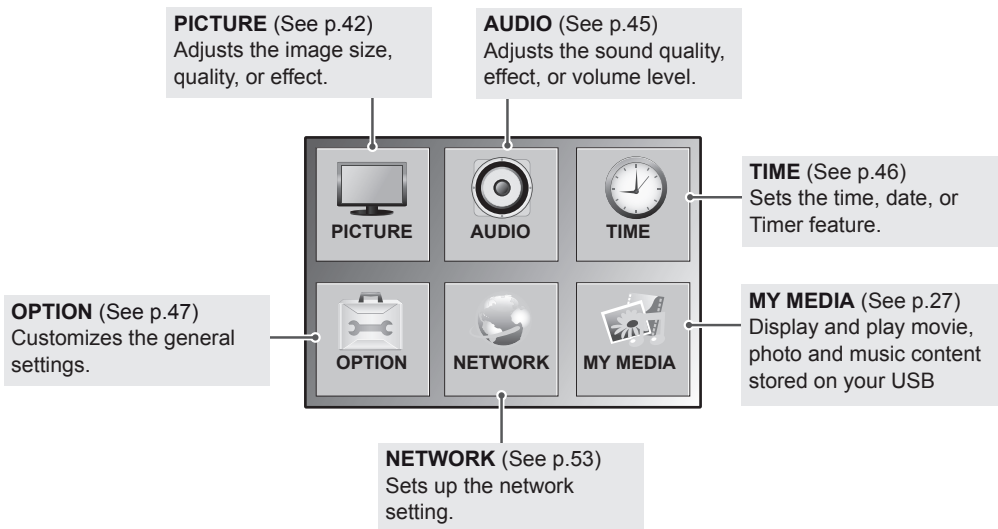 PICTURE (See p.42)
Adjusts the image size,
quality, or effect.
AUDIO (See p.45)
Adjusts the sound quality,
effect, or volume level.
PICTURE
AUDIO
TIME
TIME (See p.46)
Sets the time, date, or
Timer feature.
OPTION (See p.47)
Customizes the general
settings.
OPTION
NETWORK
MY MEDIA
MY MEDIA (See p.27)
Display and play movie,
photo and music content
stored on your USB
NETWORK (See p.53)
Sets up the network
setting.